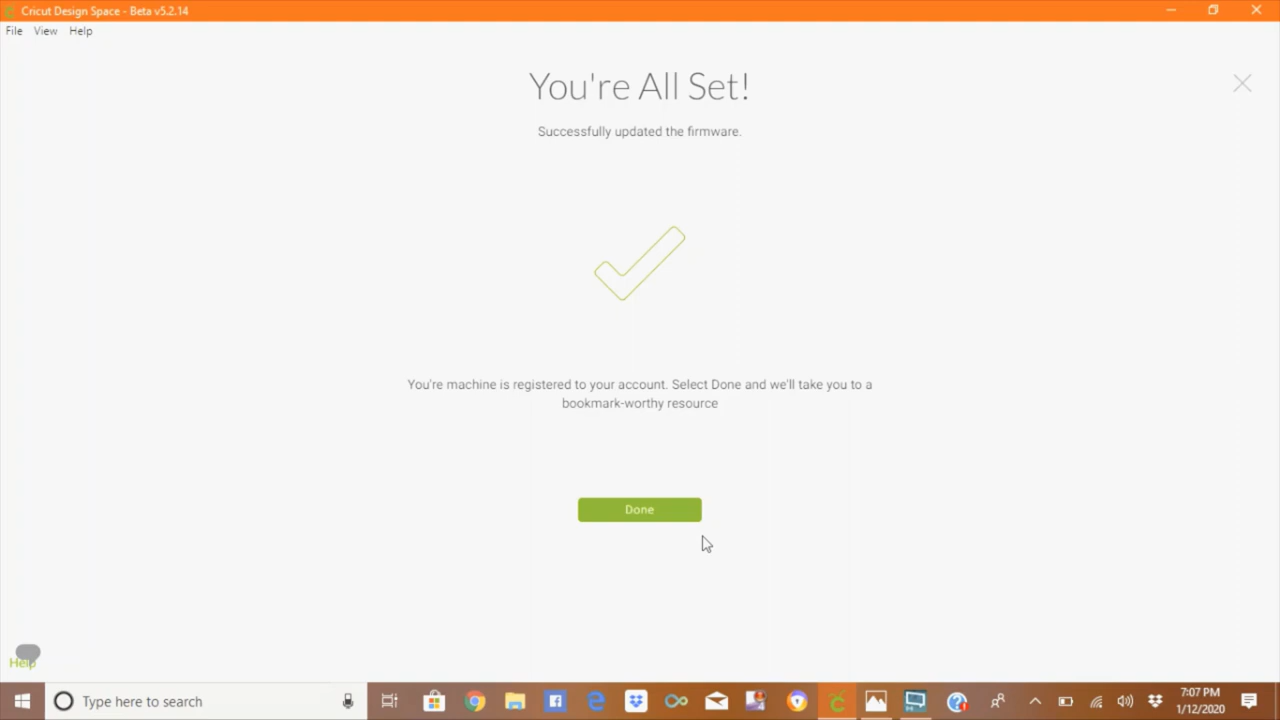 Cricut Design Space - Beta v5.2.14
File View Help
You're All Set!
Successfully updated the firmware.
You're machine is registered to your account. Select Done and we'll take you to a
bookmark-worthy resource
Done
Help
Type here to search
7:07 PM
1/12/2020